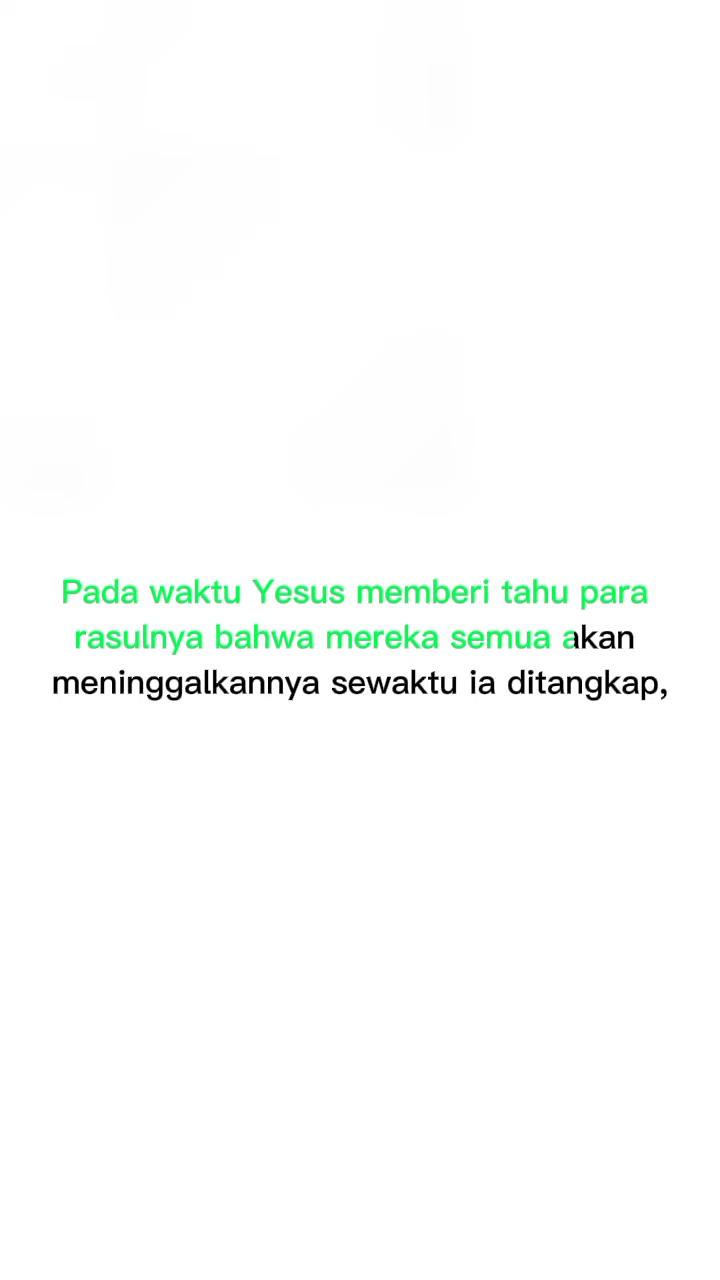 Pada waktu Yesus memberi tahu para
rasulnya bahwa mereka semua akan
meninggalkannya sewaktu ia ditangkap,